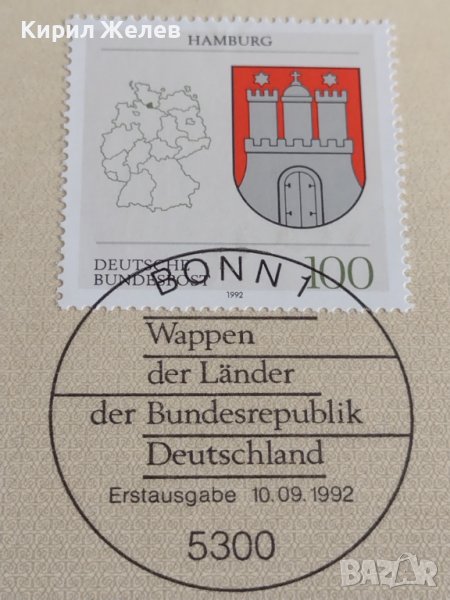 Кирил Желев
HAMBURG
DEUTSCHE
BUNDESPOST
100
1992
BONN 1
Wappen
der Länder
der Bundesrepublik
Deutschland
Erstausgabe 10.09.1992
5300
BAZAR